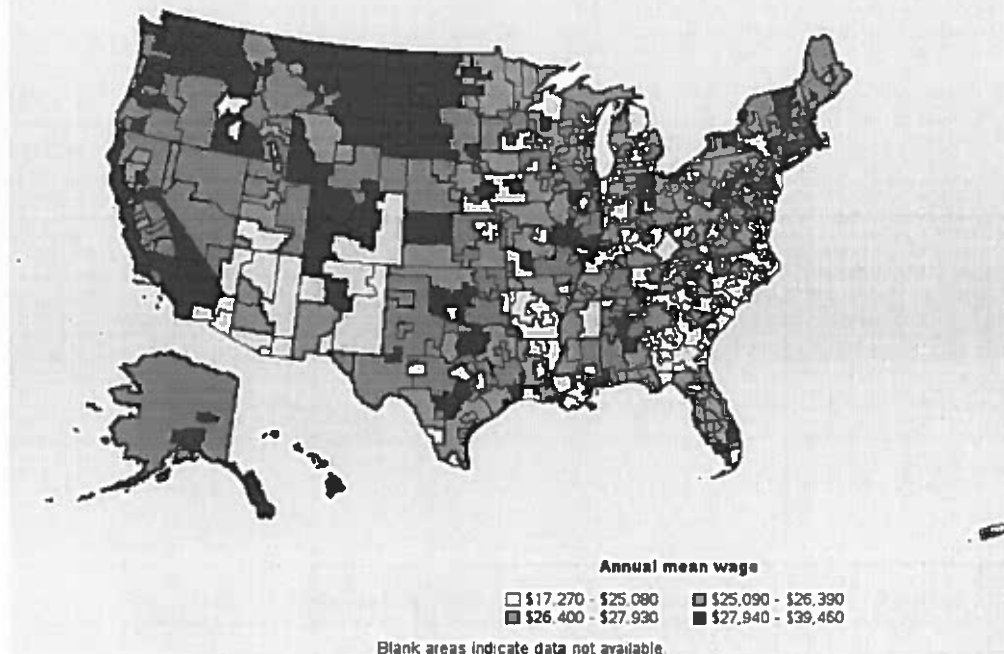 Annual mean wage
$17,270 - $25,080 $25,090 - $26,390
$26,400 - $27,930 $27,940 - $39,460
Blank areas indicate data not available.